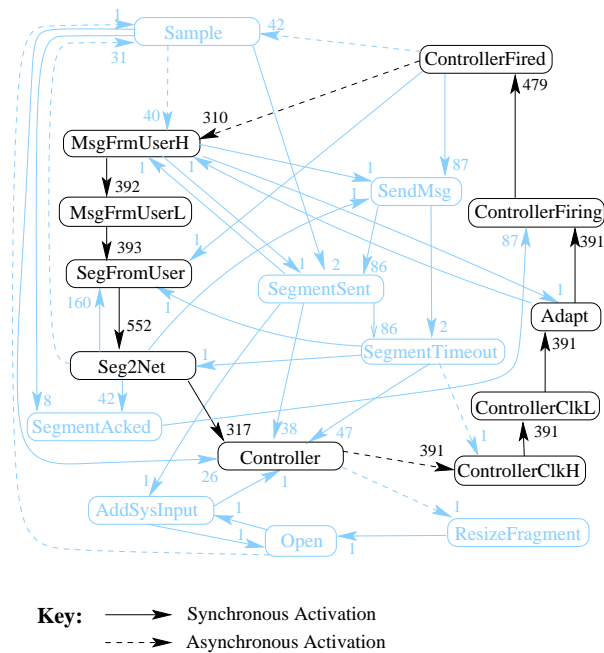 Sample
42
31
ControllerFired
479
40
310
MsgFrmUserH
1
1
1
87
392
SendMsg
MsgFrmUserL
1
ControllerFiring
393
87
391
SegFromUser
1
1
2
86
1
160
SegmentSent
1
Adapt
552
86
2
SegmentTimeout
391
Seg2Net
1
42
ControllerClkL
8
SegmentAcked
317
38
47
391
1
Controller
391
26
1
ControllerClkH
1
1
AddSysInput
1
ResizeFragment
1
Open
1
Key:
Synchronous Activation
Asynchronous Activation